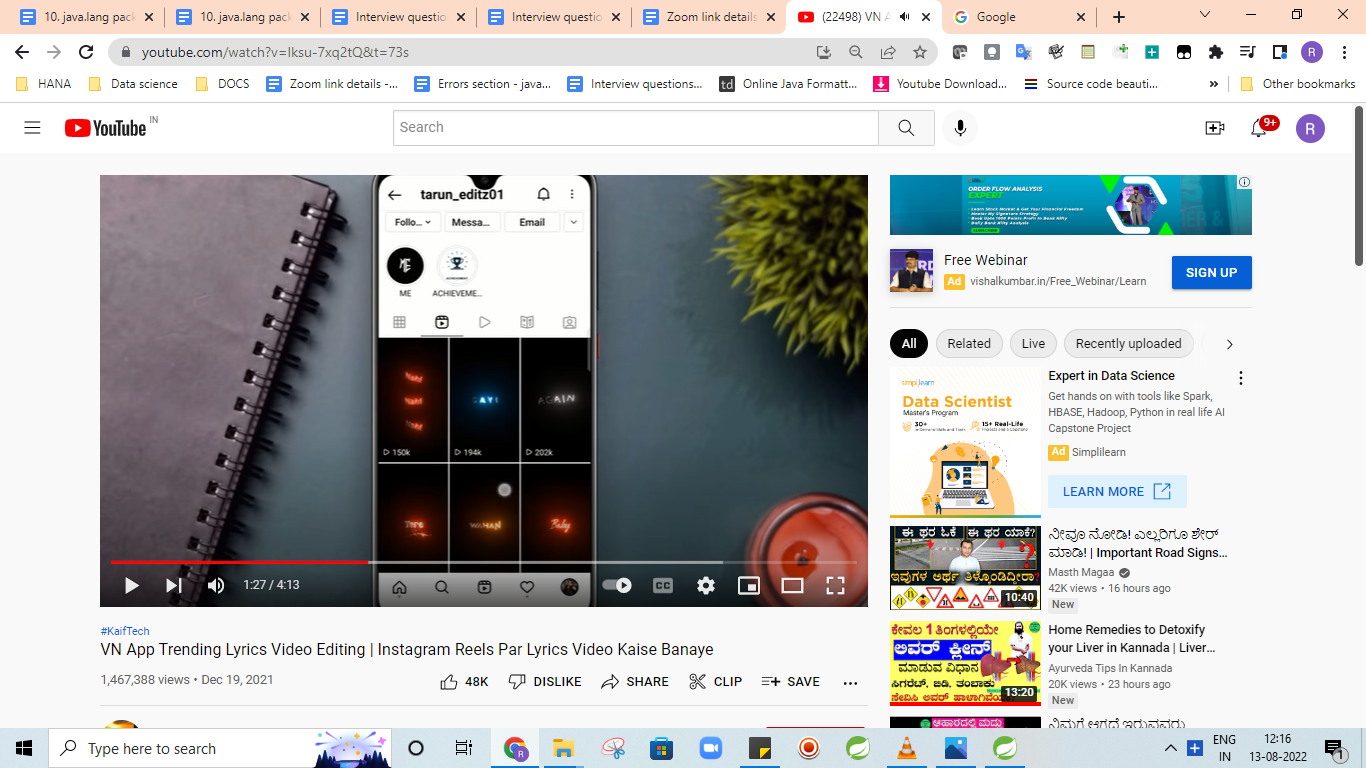 10. java.lang pack
10. java.lang pack
Interview questio
Interview questio
Zoom link details
(22498) VN A
Google
youtube.com/watch?v=Iksu-7xq2tQ&t=73s
HANA
Data science
DOCS
Zoom link details -...
Errors section - java...
Interview questions...
Online Java Formatt...
Youtube Download...
Source code beauti...
»
Other bookmarks
YouTube IN
Search
9+
R
tarun_editz01
Follo...
Messa...
Email
ME
ACHIEVEME...
AGAIN
150k
194k
202k
Tere
WOMAN
Baby
1:27 / 4:13
CC
#KaifTech
VN App Trending Lyrics Video Editing | Instagram Reels Par Lyrics Video Kaise Banaye
1,467,388 views • Dec 19, 2021
48K
DISLIKE
SHARE
CLIP
SAVE
ORDER FLOW ANALYSIS
EXPERT
Free Webinar
Ad vishalkumbar.in/Free_Webinar/Learn
SIGN UP
All
Related
Live
Recently uploaded
simplilearn
Data Scientist
Master's Program
30+
15+ Real-Life
Expert in Data Science
Get hands on with tools like Spark,
HBASE, Hadoop, Python in real life AI
Capstone Project
Ad Simplilearn
LEARN MORE
ಈ ಥರ ಓಕೆ ಈ ಥರ ಯಾಕೆ?
ಇವುಗಳ ಅರ್ಥ ತಿಳ್ಕೊಂಡಿದ್ದೀರಾ?
10:40
ನೀವೂ ನೋಡಿ! ಎಲ್ಲರಿಗೂ ಶೇರ್
ಮಾಡಿ! | Important Road Signs...
Masth Magaa
42K views • 16 hours ago
New
ಕೇವಲ 1 ತಿಂಗಳಲ್ಲಿಯೇ
ಲಿವರ್ ಕ್ಲೀನ್
ಮಾಡುವ ವಿಧಾನ
ಸಿಗರೇಟ್, ಬಿಡಿ, ತಂಬಾಕು
13:20
Home Remedies to Detoxify
your Liver in Kannada | Liver...
Ayurveda Tips In Kannada
20K views • 23 hours ago
New
Type here to search
ENG
IN
12:16
13-08-2022
1